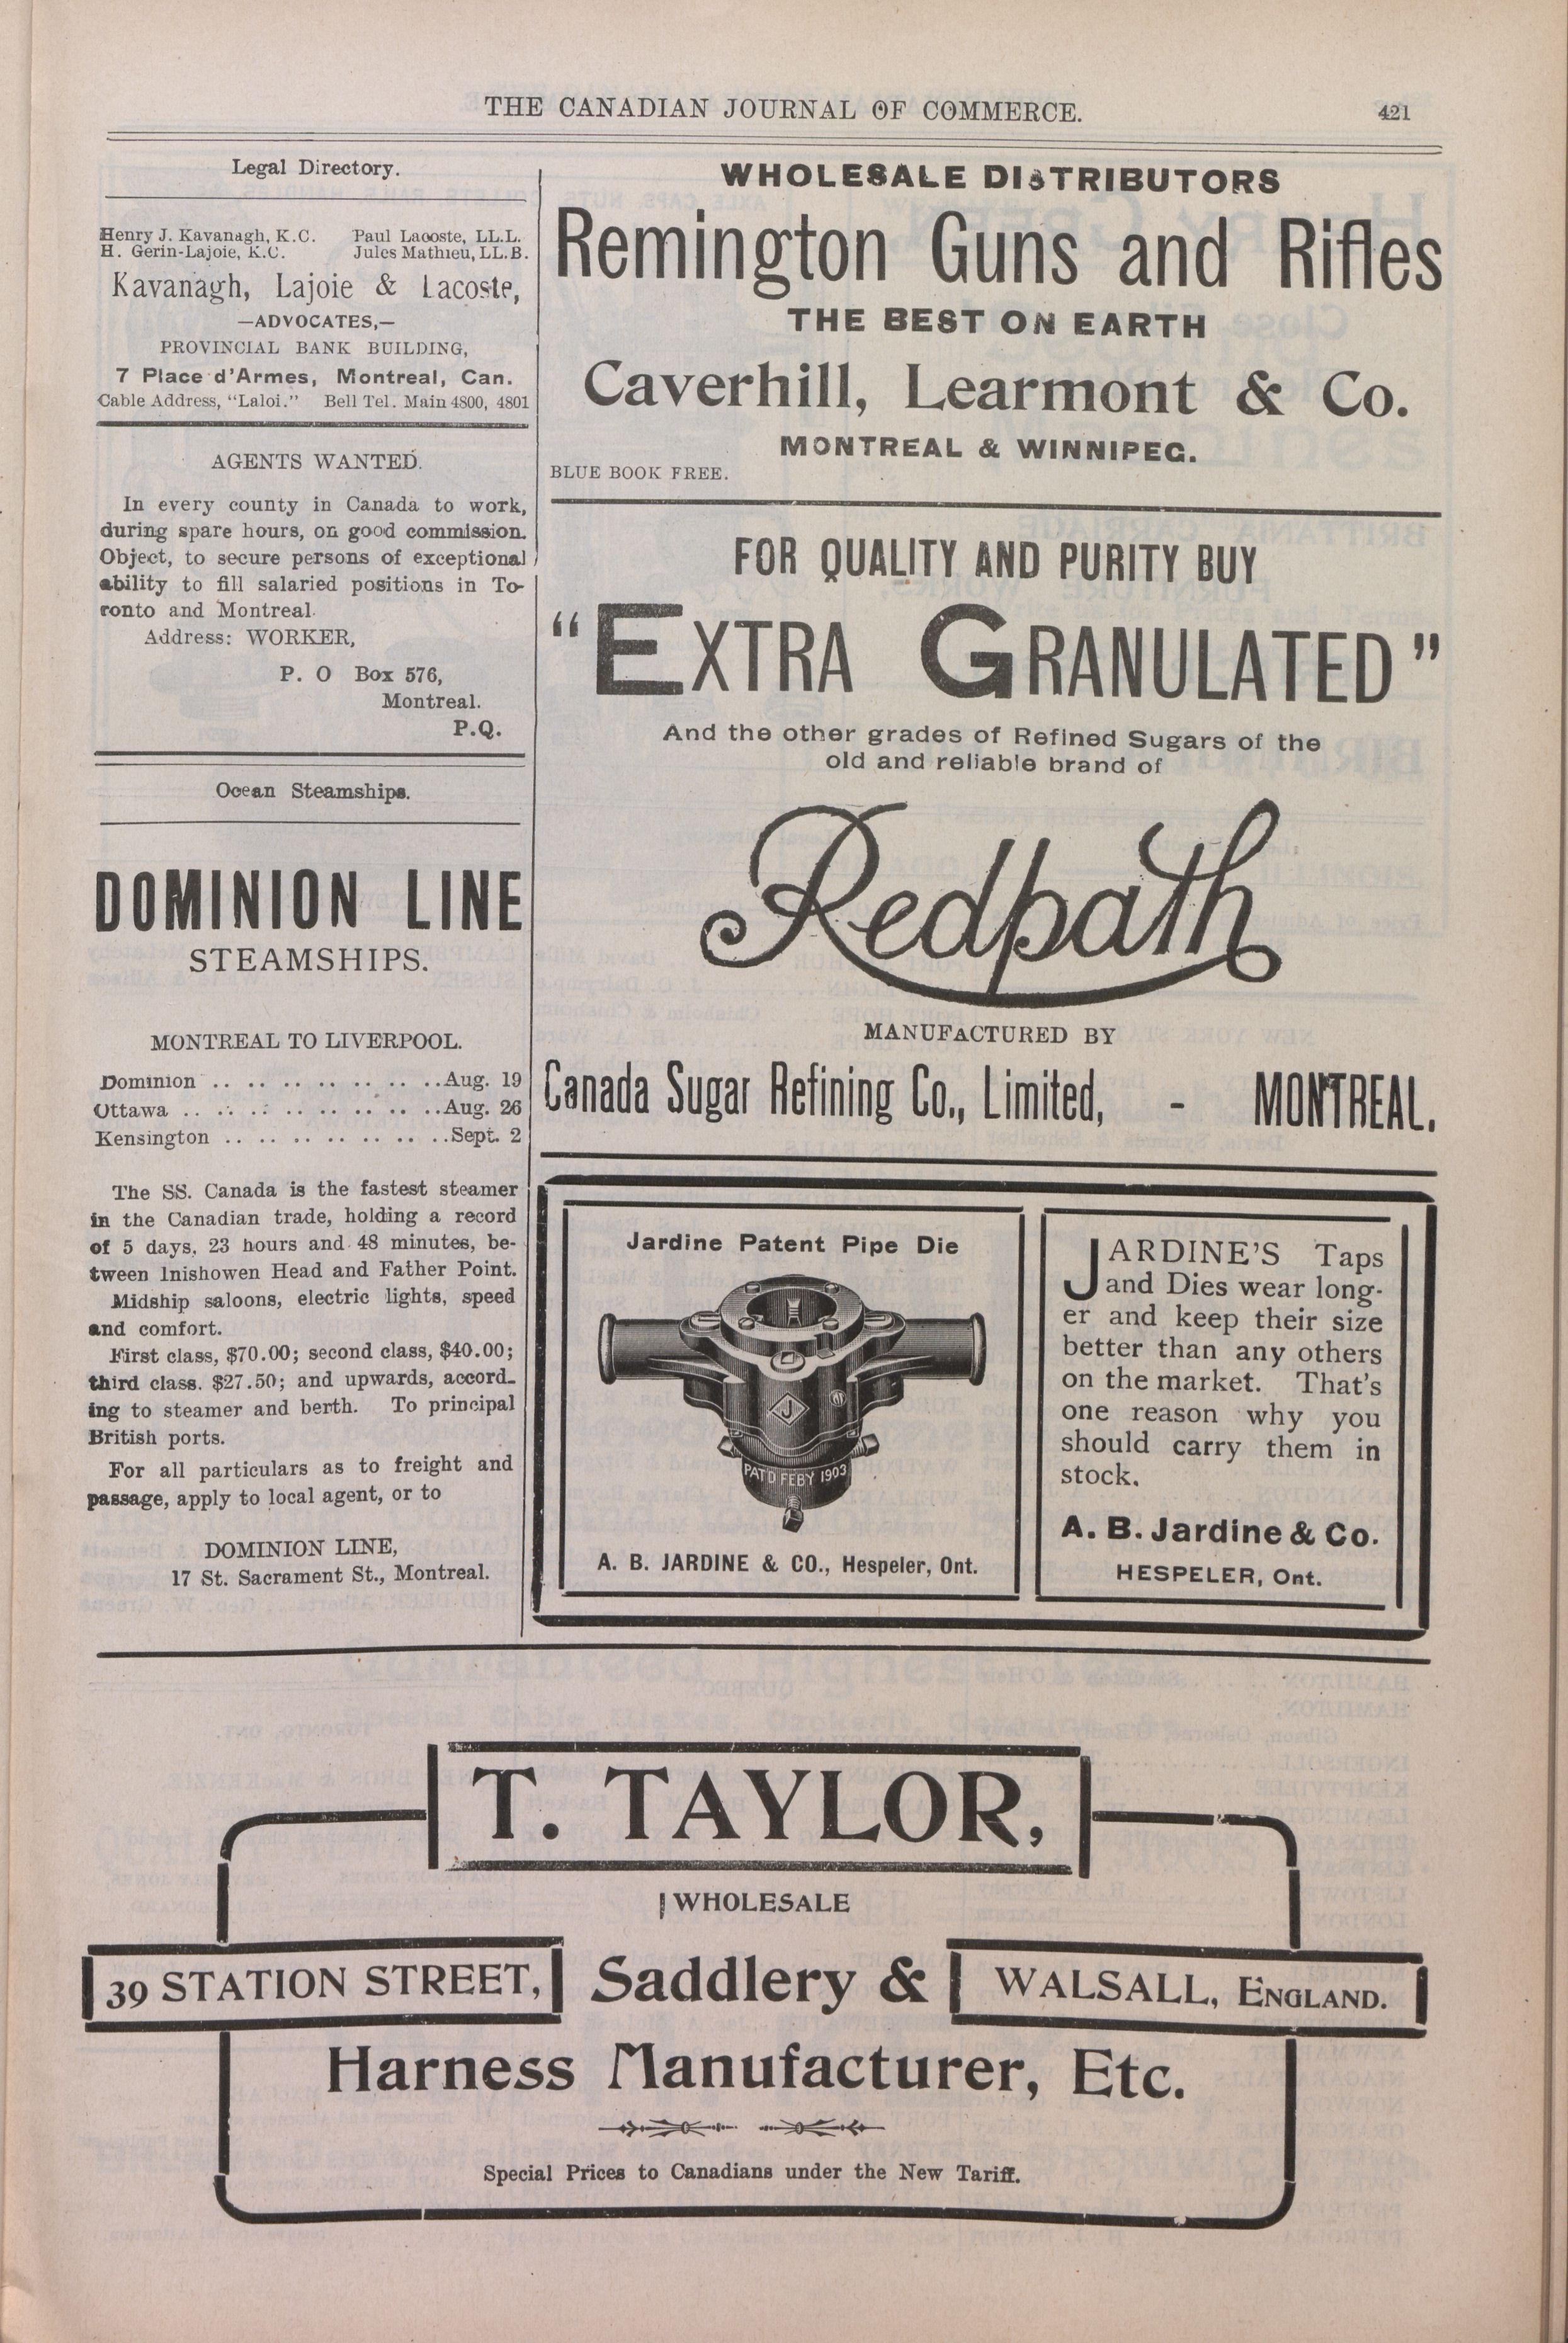 THE CANADIAN JOURNAL OF COMMERCE.
421
Legal Directory.
Henry J. Kavanagh, K.C. Paul Lacoste, LL.L.
H. Gerin-Lajoie, K.C. Jules Mathieu, LL.B.
Kavanagh, Lajoie & Lacoste,
—ADVOCATES,—
PROVINCIAL BANK BUILDING,
7 Place d'Armes, Montreal, Can.
Cable Address, "Laloi." Bell Tel. Main 4800, 4801
AGENTS WANTED.
In every county in Canada to work,
during spare hours, on good commission.
Object, to secure persons of exceptional
ability to fill salaried positions in To-
ronto and Montreal.
Address: WORKER,
P. O Box 576,
Montreal.
P.Q.
Ocean Steamships.
DOMINION LINE
STEAMSHIPS.
MONTREAL TO LIVERPOOL.
Dominion .. .. .. .. .. .. .. ..Aug. 19
Ottawa .. .. .. .. .. .. .. .. ..Aug. 26
Kensington .. .. .. .. .. .. .. ..Sept. 2
The SS. Canada is the fastest steamer
in the Canadian trade, holding a record
of 5 days, 23 hours and 48 minutes, be-
tween Inishowen Head and Father Point.
Midship saloons, electric lights, speed
and comfort.
First class, $70.00; second class, $40.00;
third class. $27.50; and upwards, accord-
ing to steamer and berth. To principal
British ports.
For all particulars as to freight and
passage, apply to local agent, or to
DOMINION LINE,
17 St. Sacrament St., Montreal.
WHOLESALE DISTRIBUTORS
Remington Guns and Rifles
THE BEST ON EARTH
Caverhill, Learmont & Co.
MONTREAL & WINNIPEG.
BLUE BOOK FREE.
FOR QUALITY AND PURITY BUY
"EXTRA GRANULATED"
And the other grades of Refined Sugars of the
old and reliable brand of
Redpath
MANUFACTURED BY
Canada Sugar Refining Co., Limited, - MONTREAL.
Jardine Patent Pipe Die
J
PAT'D FEBY 1903
A. B. JARDINE & CO., Hespeler, Ont.
JARDINE'S Taps
and Dies wear long-
er and keep their size
better than any others
on the market. That's
one reason why you
should carry them in
stock.
A. B. Jardine & Co.
HESPELER, Ont.
T. TAYLOR,
WHOLESALE
39 STATION STREET, Saddlery & WALSALL, ENGLAND.
Harness Manufacturer, Etc.
Special Prices to Canadians under the New Tariff.